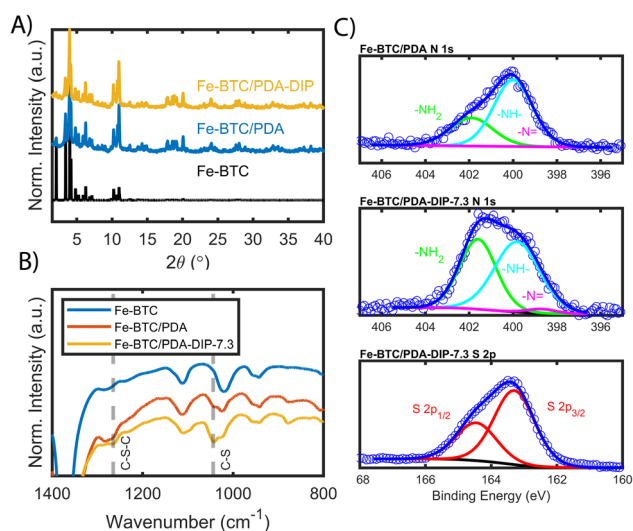 A)
Norm. Intensity (a.u.)
Fe-BTC/PDA-DIP
Fe-BTC/PDA
Fe-BTC
5 10 15 20 25 30 35 40
2θ (°)
B)
Norm. Intensity (a.u.)
Fe-BTC
Fe-BTC/PDA
Fe-BTC/PDA-DIP-7.3
C-S-C
C-S
1400 1200 1000 800
Wavenumber (cm⁻¹)
C)
Fe-BTC/PDA N 1s
-NH₂
-NH-
-N=
406 404 402 400 398 396
Fe-BTC/PDA-DIP-7.3 N 1s
-NH₂
-NH-
-N=
406 404 402 400 398 396
Fe-BTC/PDA-DIP-7.3 S 2p
S 2p₁/₂
S 2p₃/₂
68 166 164 162 160
Binding Energy (eV)